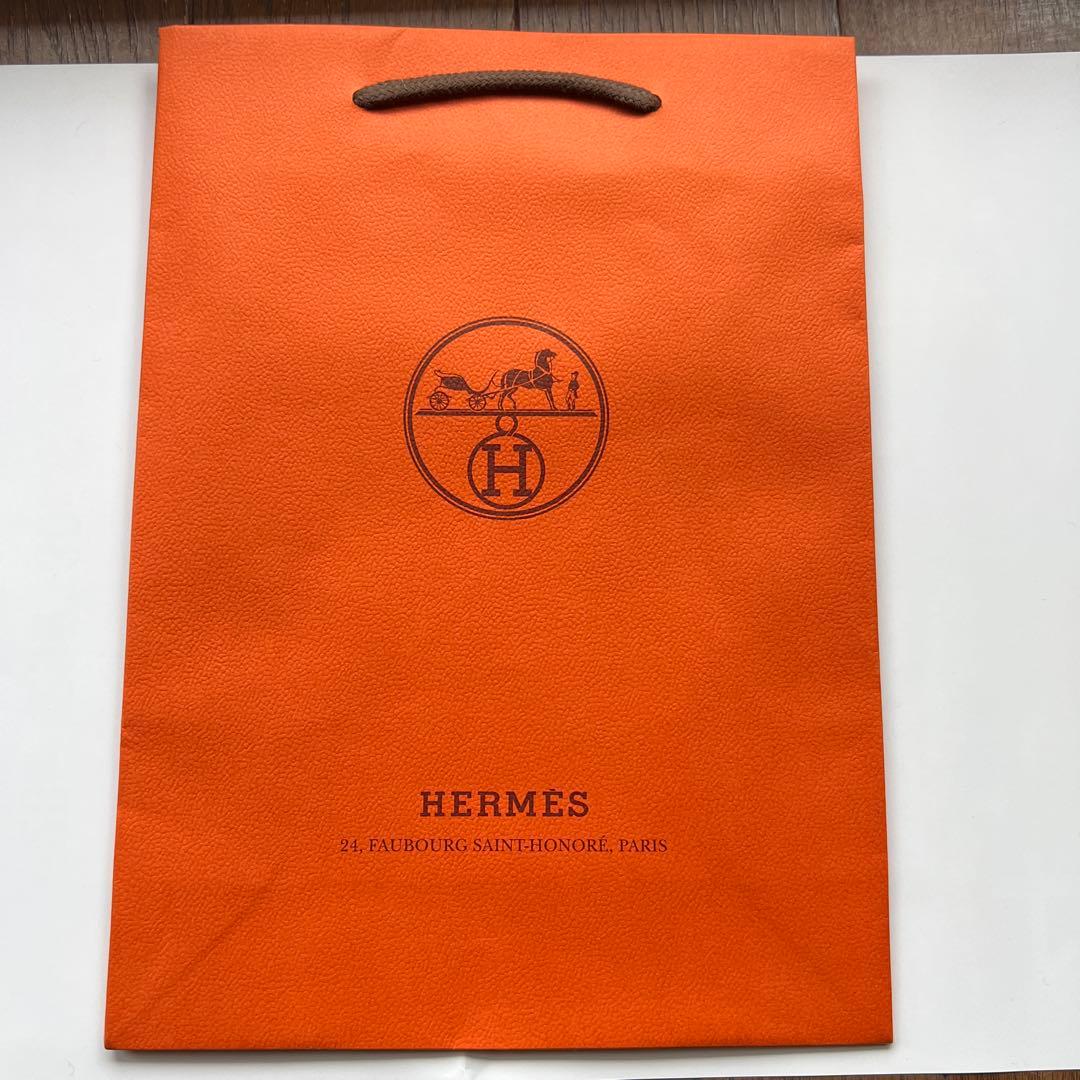 H
HERMÈS
24, FAUBOURG SAINT-HONORÉ, PARIS